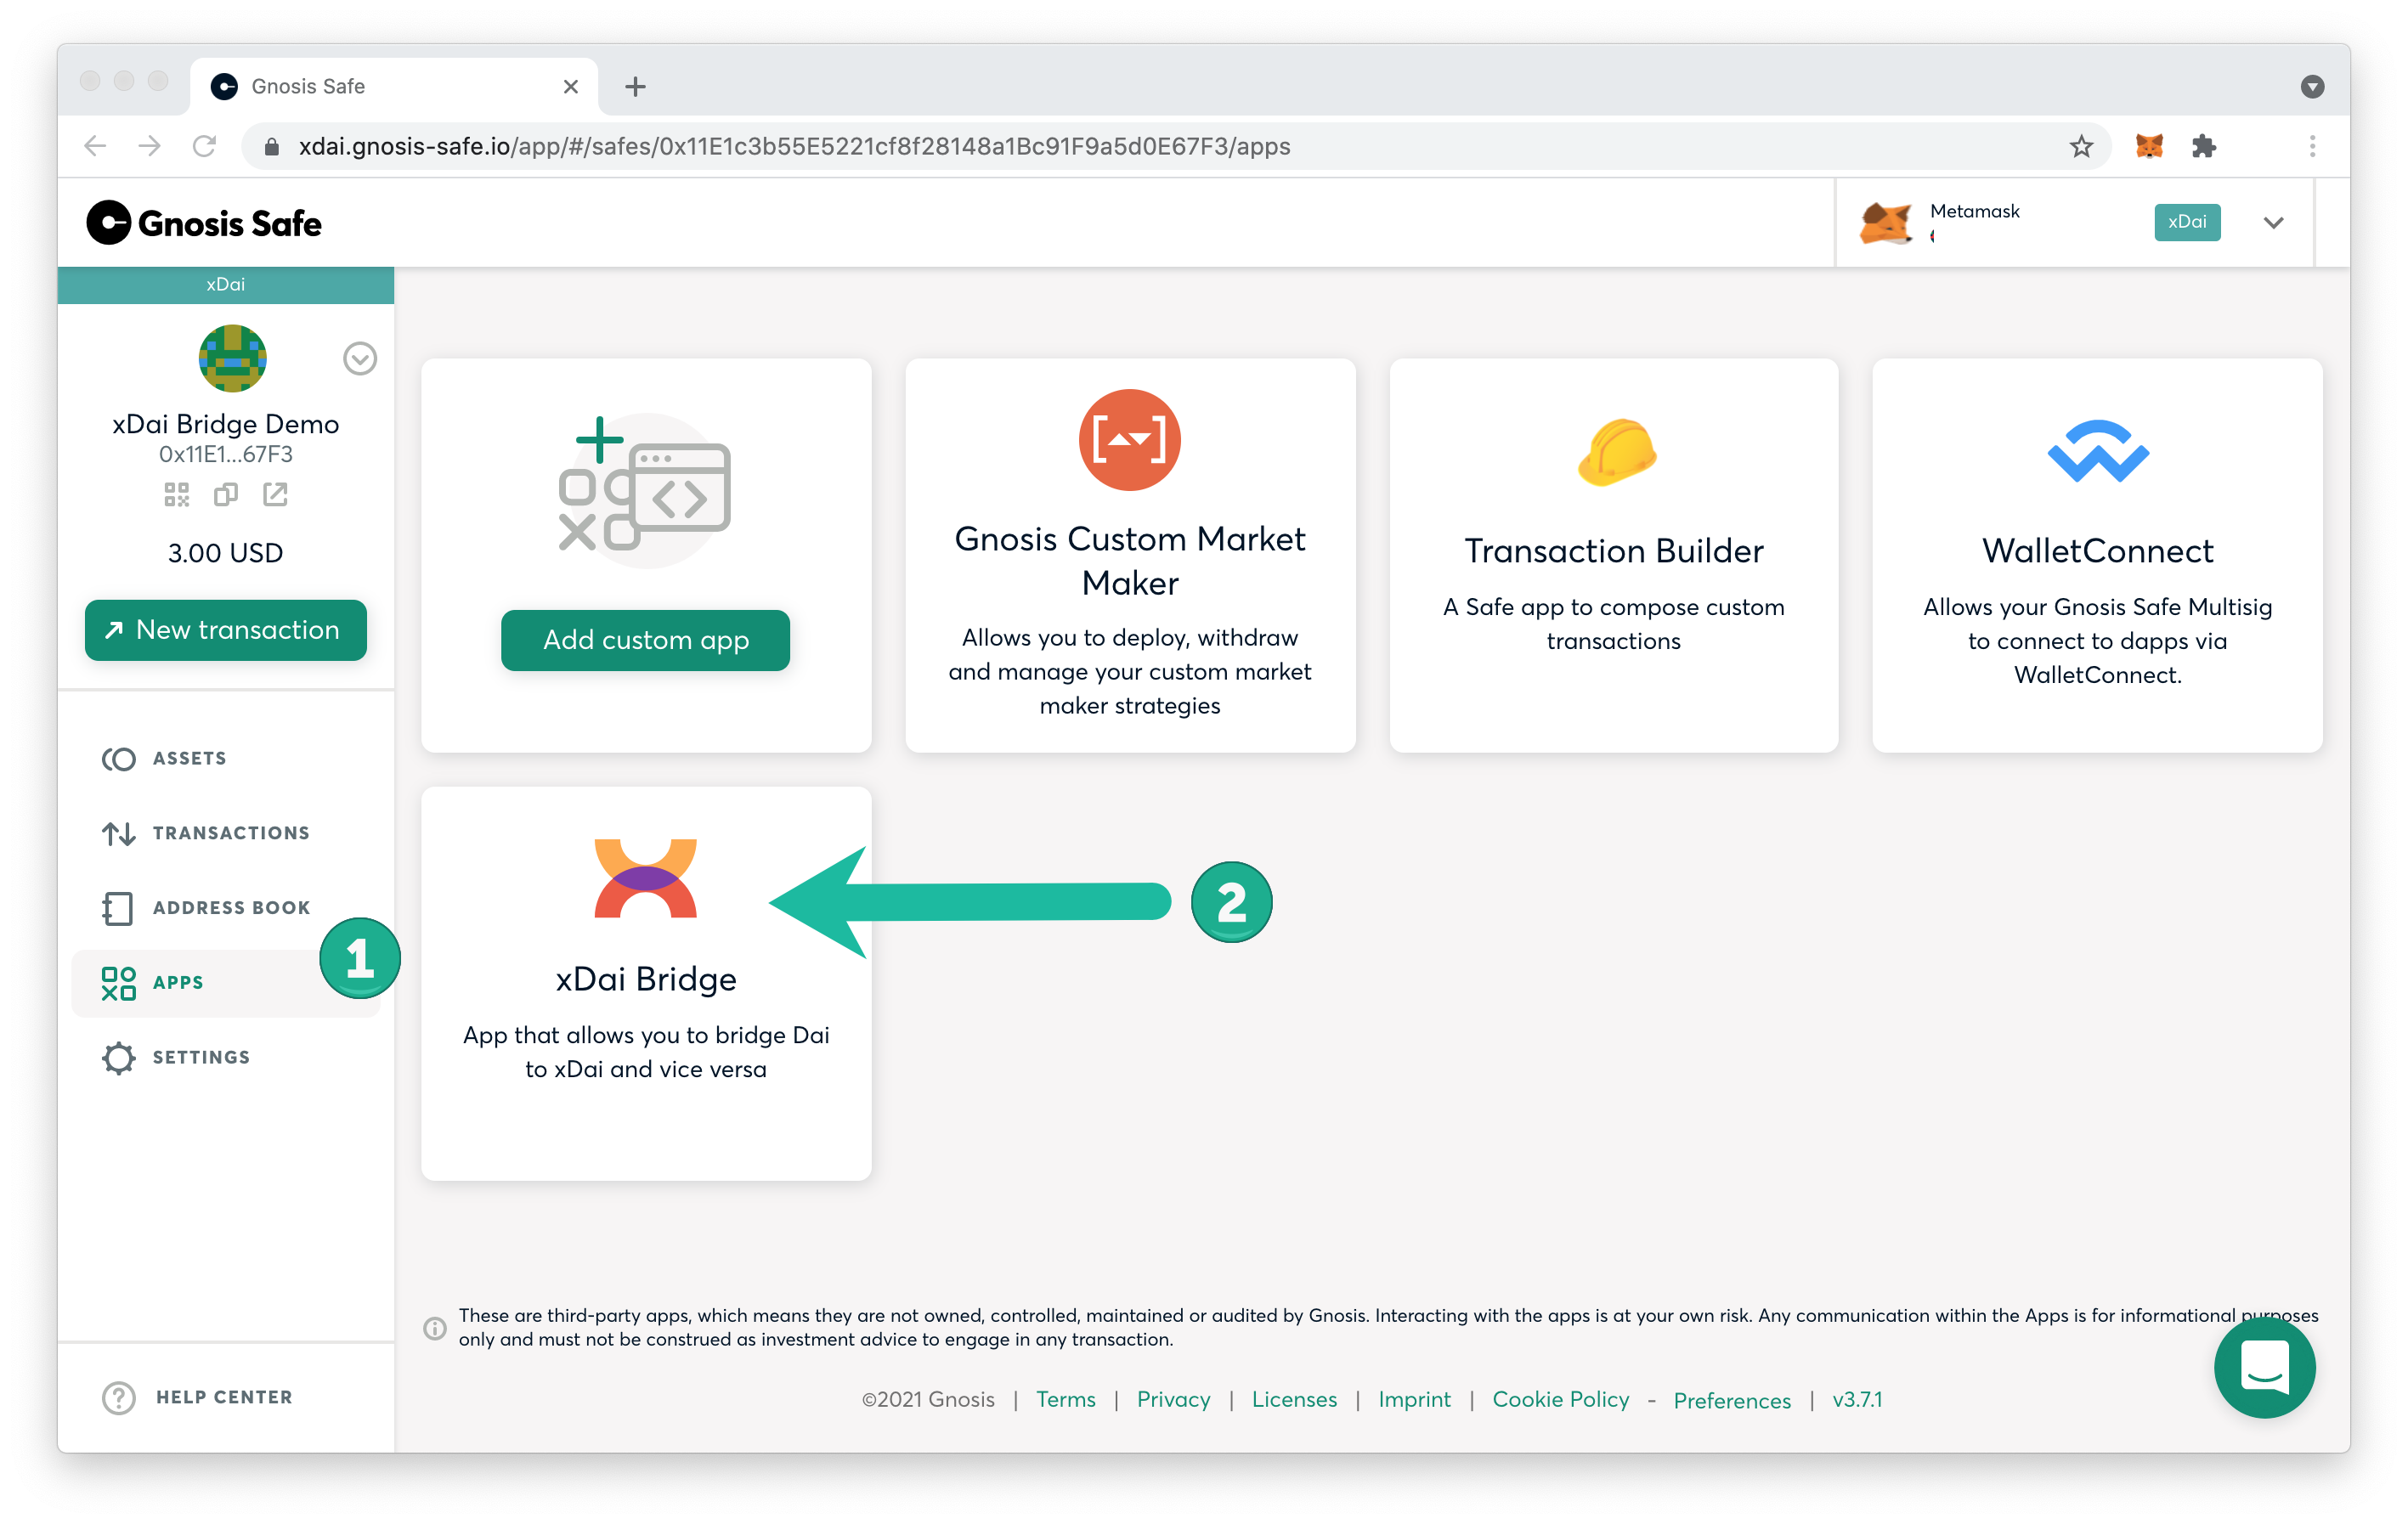 Gnosis Safe
xdai.gnosis-safe.io/app/#/safes/0x11E1c3b55E5221cf8f28148a1Bc91F9a5d0E67F3/apps
Gnosis Safe
Metamask
xDai
xDai
xDai Bridge Demo
0x11E1...67F3
3.00 USD
New transaction
ASSETS
TRANSACTIONS
ADDRESS BOOK
1
APPS
SETTINGS
HELP CENTER
Add custom app
Gnosis Custom Market
Maker
Allows you to deploy, withdraw
and manage your custom market
maker strategies
Transaction Builder
A Safe app to compose custom
transactions
WalletConnect
Allows your Gnosis Safe Multisig
to connect to dapps via
WalletConnect.
2
xDai Bridge
App that allows you to bridge Dai
to xDai and vice versa
These are third-party apps, which means they are not owned, controlled, maintained or audited by Gnosis. Interacting with the apps is at your own risk. Any communication within the Apps is for informational purposes
only and must not be construed as investment advice to engage in any transaction.
©2021 Gnosis | Terms | Privacy | Licenses | Imprint | Cookie Policy - Preferences | v3.7.1